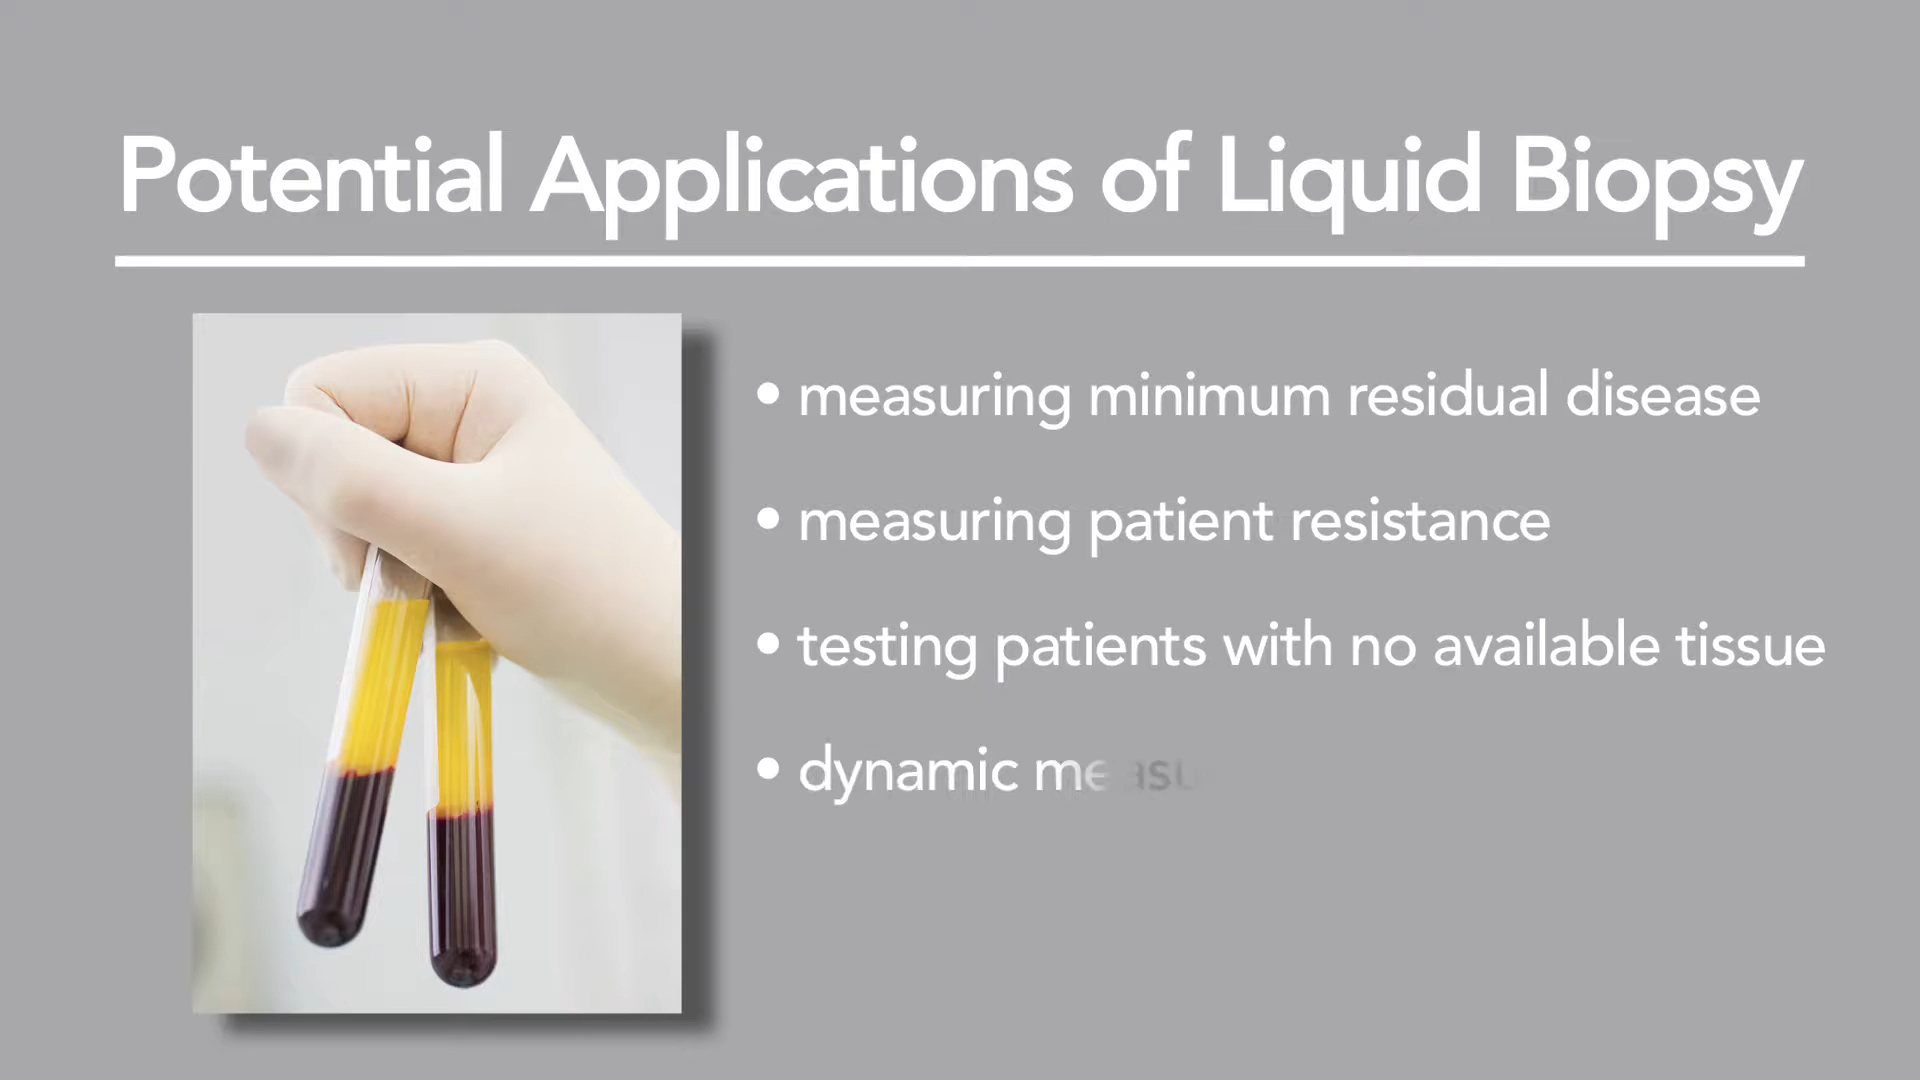 Potential Applications of Liquid Biopsy
• measuring minimum residual disease
• measuring patient resistance
• testing patients with no available tissue
• dynamic